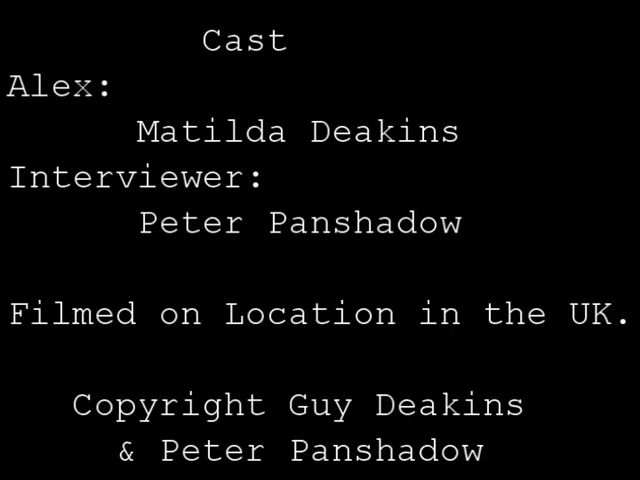 Cast
Alex:
Matilda Deakins
Interviewer:
Peter Panshadow
Filmed on Location in the UK.
Copyright Guy Deakins
& Peter Panshadow